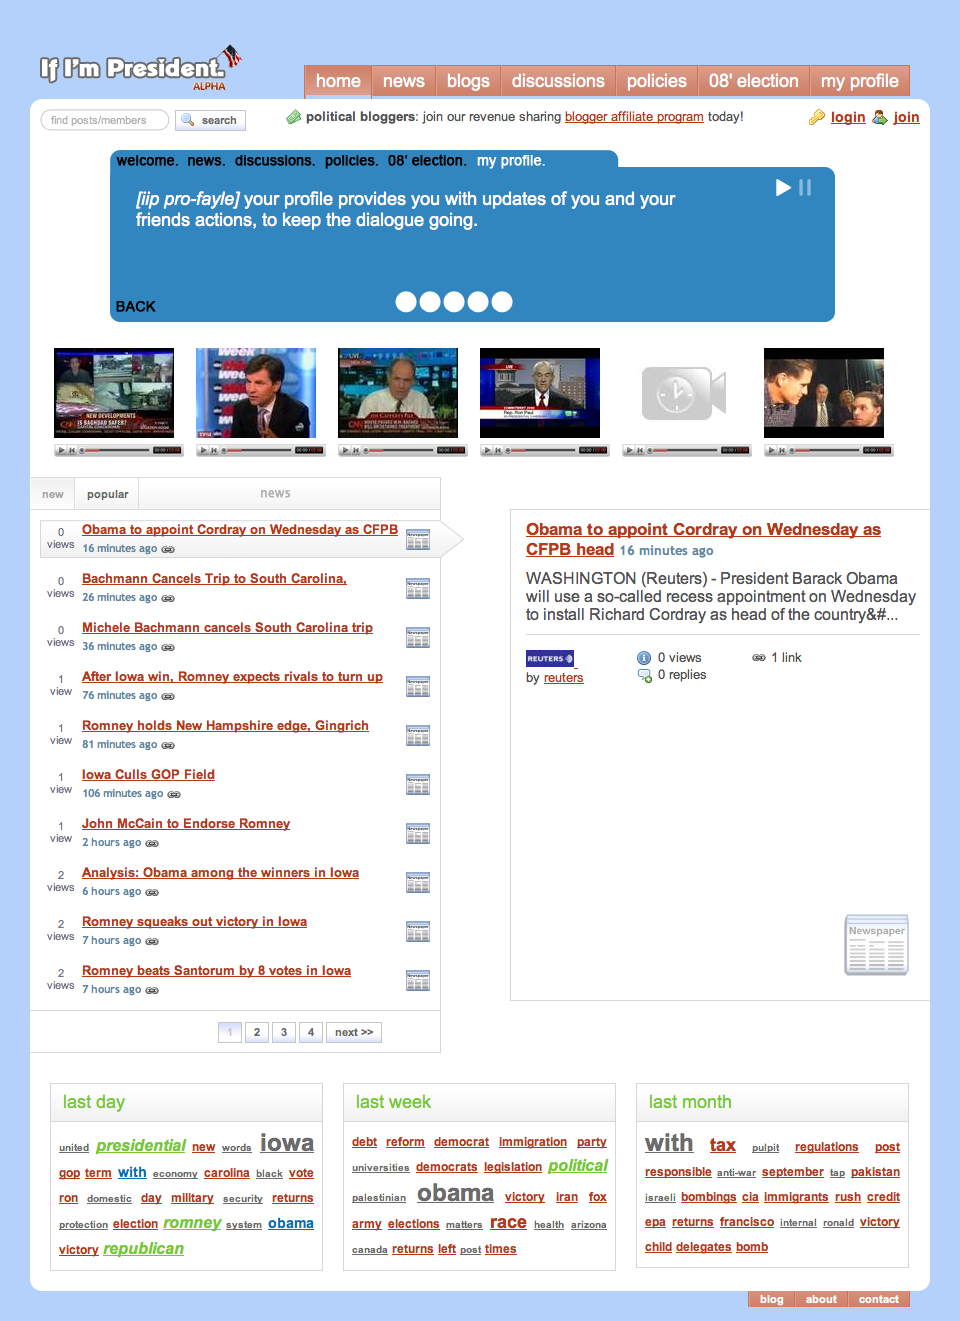 If I'm President.
ALPHA
home news blogs discussions policies 08' election my profile
find posts/members search political bloggers: join our revenue sharing blogger affiliate program today! login join
welcome. news. discussions. policies. 08' election. my profile.
[iip pro-fayle] your profile provides you with updates of you and your
friends actions, to keep the dialogue going.
BACK
NEW DEVELOPMENTS
IS BAGHDAD SAFER?
new popular news
0 views Obama to appoint Cordray on Wednesday as CFPB
16 minutes ago
0 views Bachmann Cancels Trip to South Carolina,
26 minutes ago
0 views Michele Bachmann cancels South Carolina trip
36 minutes ago
1 view After Iowa win, Romney expects rivals to turn up
76 minutes ago
1 view Romney holds New Hampshire edge, Gingrich
81 minutes ago
1 view Iowa Culls GOP Field
106 minutes ago
1 view John McCain to Endorse Romney
2 hours ago
2 views Analysis: Obama among the winners in Iowa
6 hours ago
2 views Romney squeaks out victory in Iowa
7 hours ago
2 views Romney beats Santorum by 8 votes in Iowa
7 hours ago
1 2 3 4 next >>
Obama to appoint Cordray on Wednesday as
CFPB head 16 minutes ago
WASHINGTON (Reuters) - President Barack Obama
will use a so-called recess appointment on Wednesday
to install Richard Cordray as head of the country&#...
REUTERS
by reuters
0 views
0 replies
1 link
Newspaper
last day
united presidential new words iowa
gop term with economy carolina black vote
ron domestic day military security returns
protection election romney system obama
victory republican
last week
debt reform democrat immigration party
universities democrats legislation political
palestinian obama victory iran fox
army elections matters race health arizona
canada returns left post times
last month
with tax pulpit regulations post
responsible anti-war september tap pakistan
israeli bombings cia immigrants rush credit
epa returns francisco internal ronald victory
child delegates bomb
blog about contact